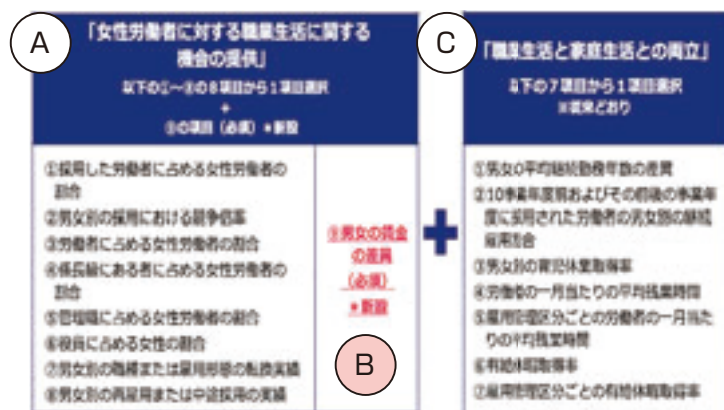 A
「女性労働者に対する職業生活に関する
機会の提供」
以下の①～⑧の8項目から1項目選択
+
⑨の項目（必須）＊新設
①採用した労働者に占める女性労働者の
割合
②男女別の採用における競争倍率
③労働者に占める女性労働者の割合
④係長級にある者に占める女性労働者の
割合
⑤管理職に占める女性労働者の割合
⑥役員に占める女性の割合
⑦男女別の職種または雇用形態の転換実績
⑧男女別の再雇用または中途採用の実績
⑨男女の賃金
の差異
（必須）
＊新設
B
+
C
「職業生活と家庭生活との両立」
以下の7項目から1項目選択
※従来どおり
①男女の平均継続勤務年数の差異
②10事業年度前およびその前後の事業年
度に採用された労働者の男女別の継続
雇用割合
③男女別の育児休業取得率
④労働者の一月当たりの平均残業時間
⑤雇用管理区分ごとの労働者の一月当た
りの平均残業時間
⑥有給休暇取得率
⑦雇用管理区分ごとの有給休暇取得率